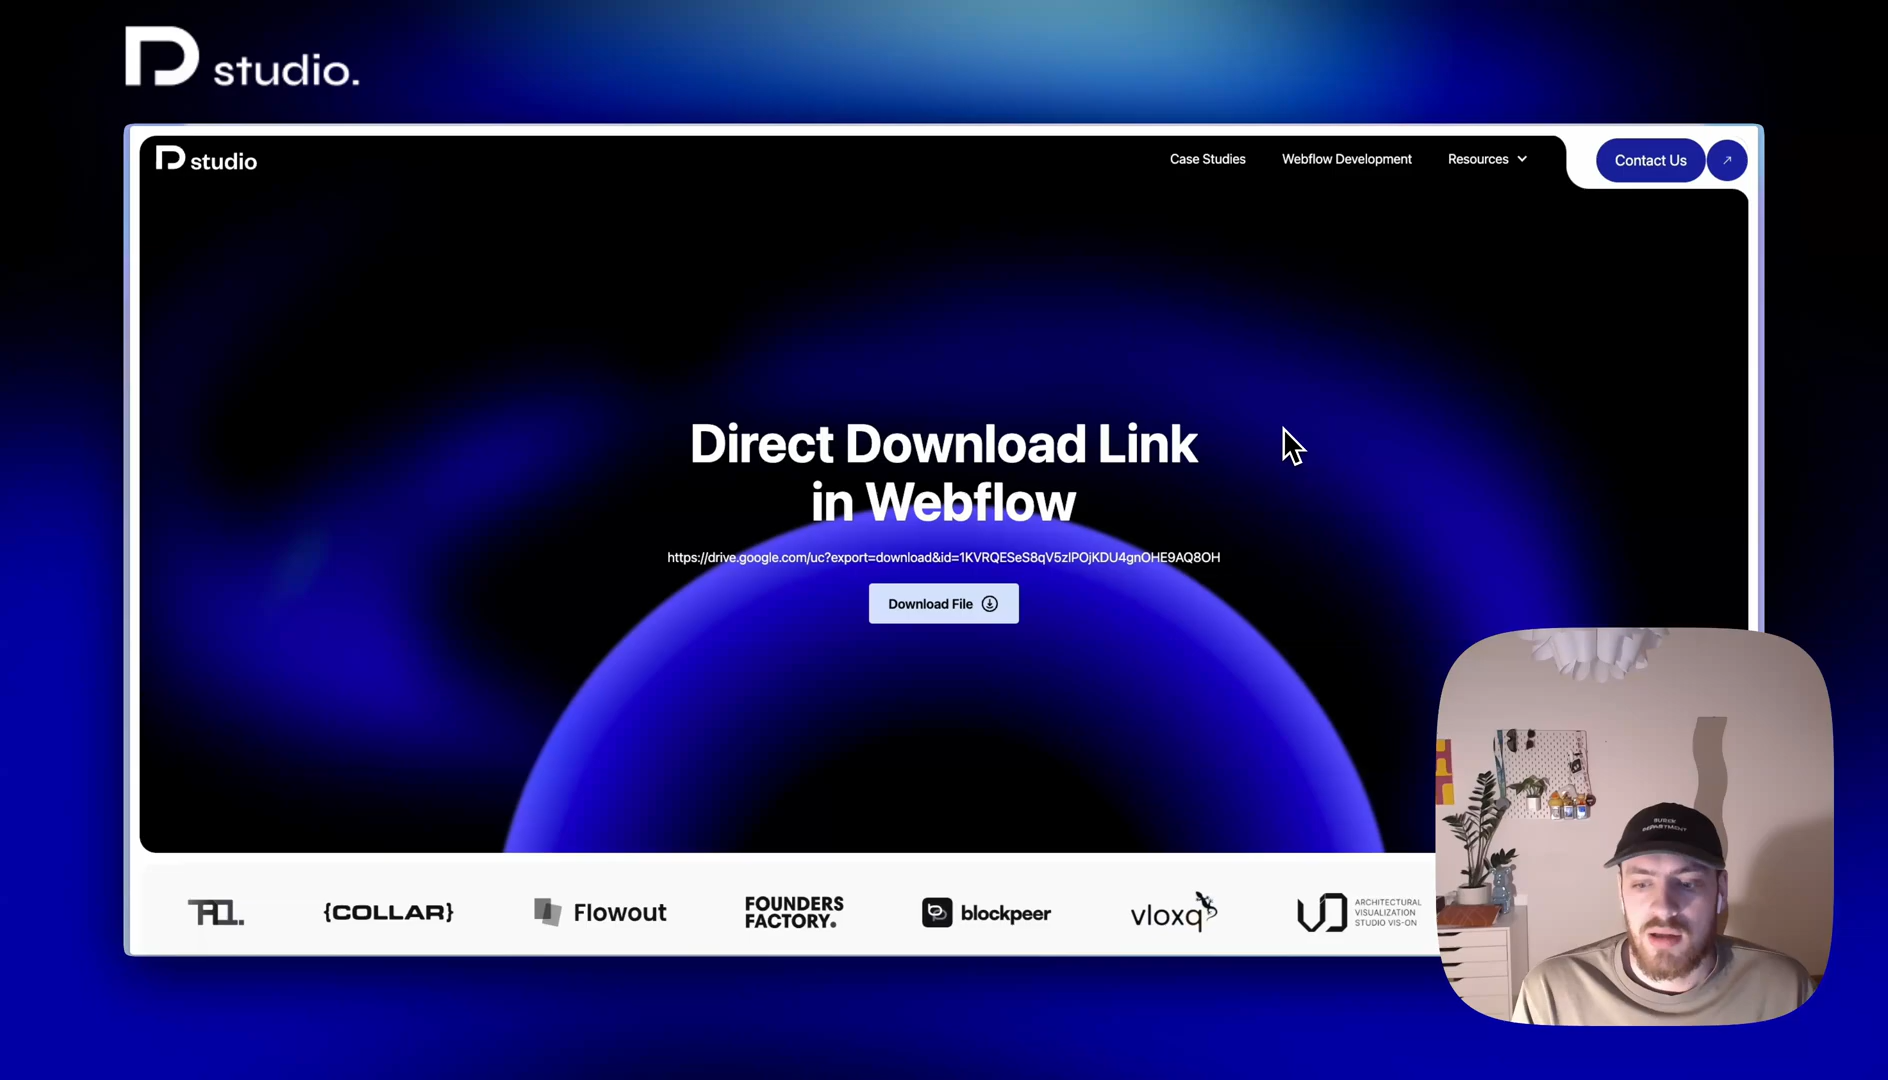 studio.
studio
Case Studies
Webflow Development
Resources
Contact Us
Direct Download Link
in Webflow
https://drive.google.com/uc?export=download&id=1KVRQESeS8qV5zlPOjKDU4gnOHE9AQ8OH
Download File
{COLLAR}
Flowout
FOUNDERS
FACTORY.
blockpeer
vloxq
ARCHITECTURAL
VISUALIZATION
STUDIO VIS-ON
DEPARTMENT